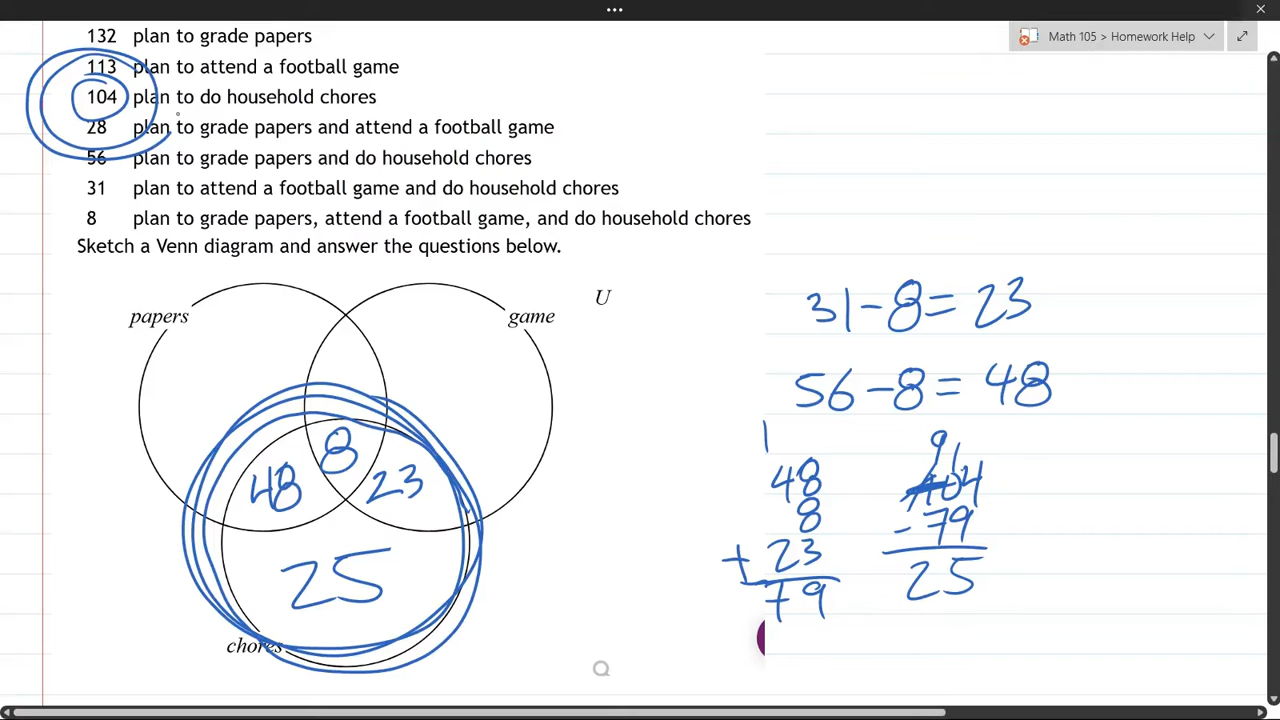 Math 105 > Homework Help
132 plan to grade papers
113 plan to attend a football game
104 plan to do household chores
28 plan to grade papers and attend a football game
56 plan to grade papers and do household chores
31 plan to attend a football game and do household chores
8 plan to grade papers, attend a football game, and do household chores
Sketch a Venn diagram and answer the questions below.
U
papers
game
8
48
23
25
chores
31-8=23
56-8=48
1
48
8
+23
79
91
104
-79
25